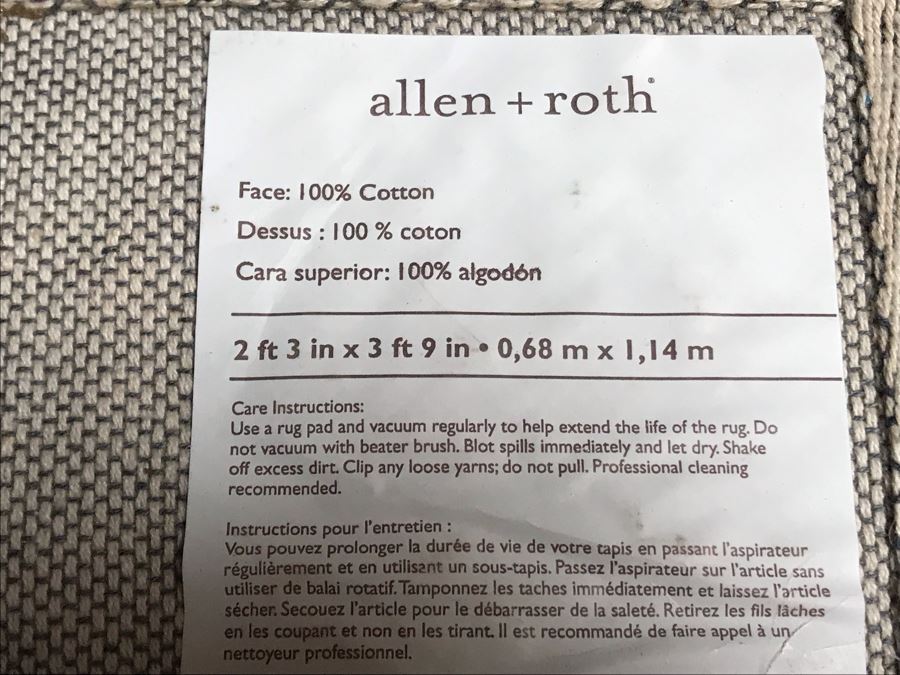 allen + roth®
Face: 100% Cotton
Dessus : 100 % coton
Cara superior: 100% algodón
2 ft 3 in x 3 ft 9 in • 0,68 m x 1,14 m
Care Instructions:
Use a rug pad and vacuum regularly to help extend the life of the rug. Do
not vacuum with beater brush. Blot spills immediately and let dry. Shake
off excess dirt. Clip any loose yarns; do not pull. Professional cleaning
recommended.
Instructions pour l'entretien :
Vous pouvez prolonger la durée de vie de votre tapis en passant l'aspirateur
régulièrement et en utilisant un sous-tapis. Passez l'aspirateur sur l'article sans
utiliser de balai rotatif. Tamponnez les taches immédiatement et laissez l'article
sécher. Secouez l'article pour le débarrasser de la saleté. Retirez les fils lâches
en les coupant et non en les tirant. Il est recommandé de faire appel à un
nettoyeur professionnel.